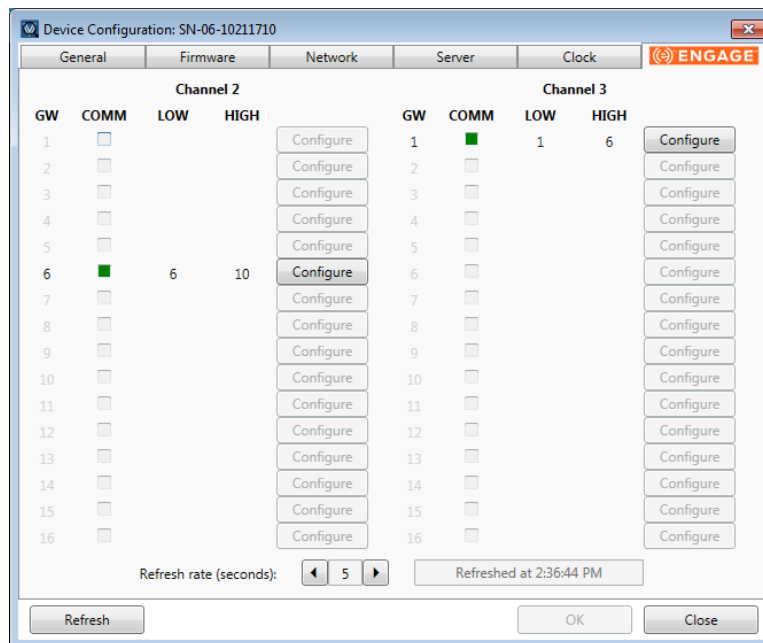 Device Configuration: SN-06-10211710
General Firmware Network Server Clock ENGAGE
Channel 2 Channel 3
GW COMM LOW HIGH GW COMM LOW HIGH
1 Configure 1 1 6 Configure
2 Configure 2 Configure
3 Configure 3 Configure
4 Configure 4 Configure
5 Configure 5 Configure
6 6 10 Configure 6 Configure
7 Configure 7 Configure
8 Configure 8 Configure
9 Configure 9 Configure
10 Configure 10 Configure
11 Configure 11 Configure
12 Configure 12 Configure
13 Configure 13 Configure
14 Configure 14 Configure
15 Configure 15 Configure
16 Configure 16 Configure
Refresh rate (seconds): 5 Refreshed at 2:36:44 PM
Refresh OK Close